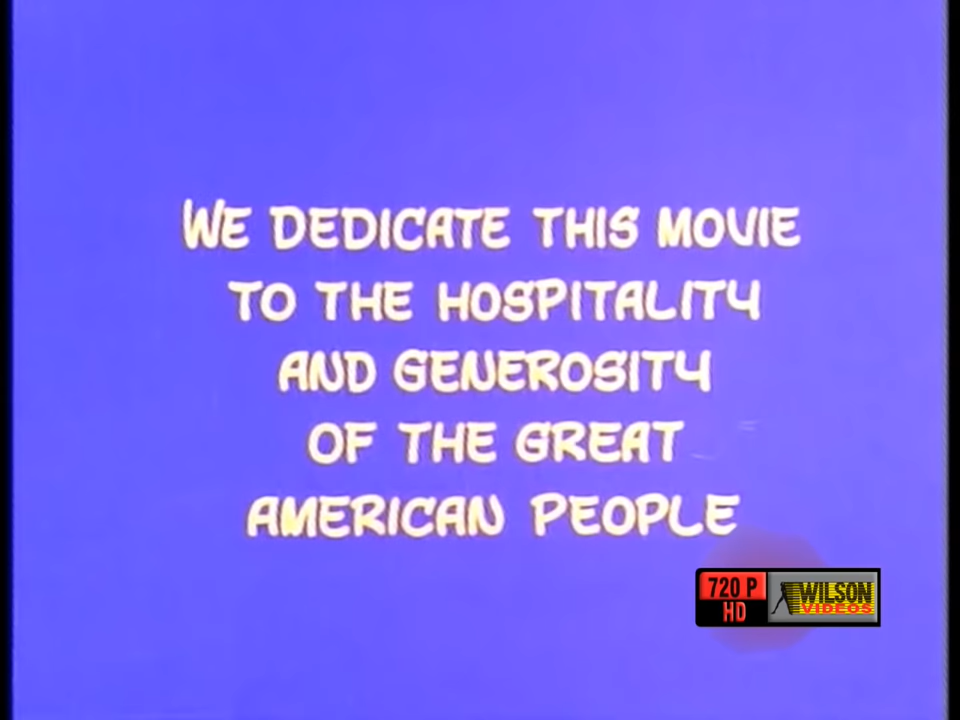 WE DEDICATE THIS MOVIE
TO THE HOSPITALITY
AND GENEROSITY
OF THE GREAT
AMERICAN PEOPLE
720 P
HD
WILSON
VIDEOS